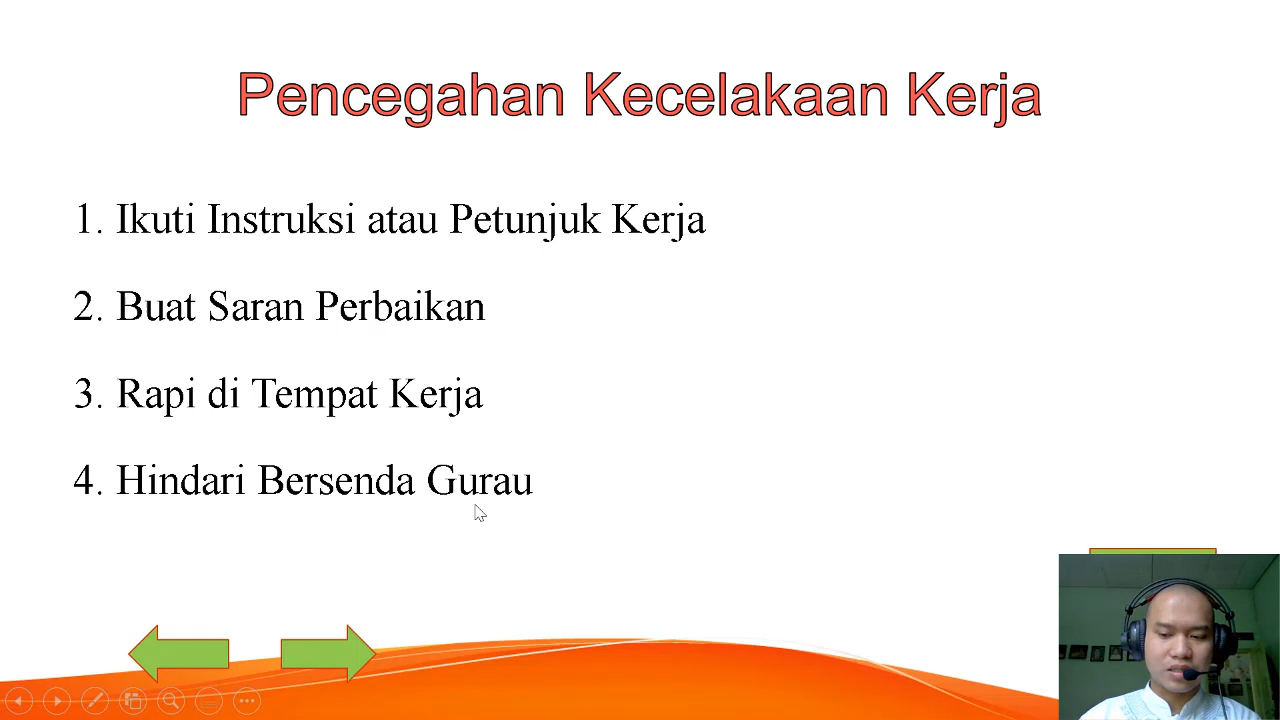 Pencegahan Kecelakaan Kerja
1. Ikuti Instruksi atau Petunjuk Kerja
2. Buat Saran Perbaikan
3. Rapi di Tempat Kerja
4. Hindari Bersenda Gurau